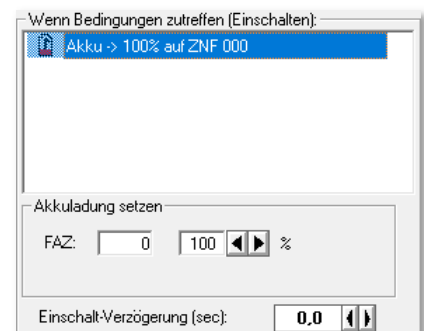 Wenn Bedingungen zutreffen (Einschalten):
Akku -> 100% auf ZNF 000
Akkuladung setzen
FAZ: 0 100 %
Einschalt-Verzögerung (sec): 0,0